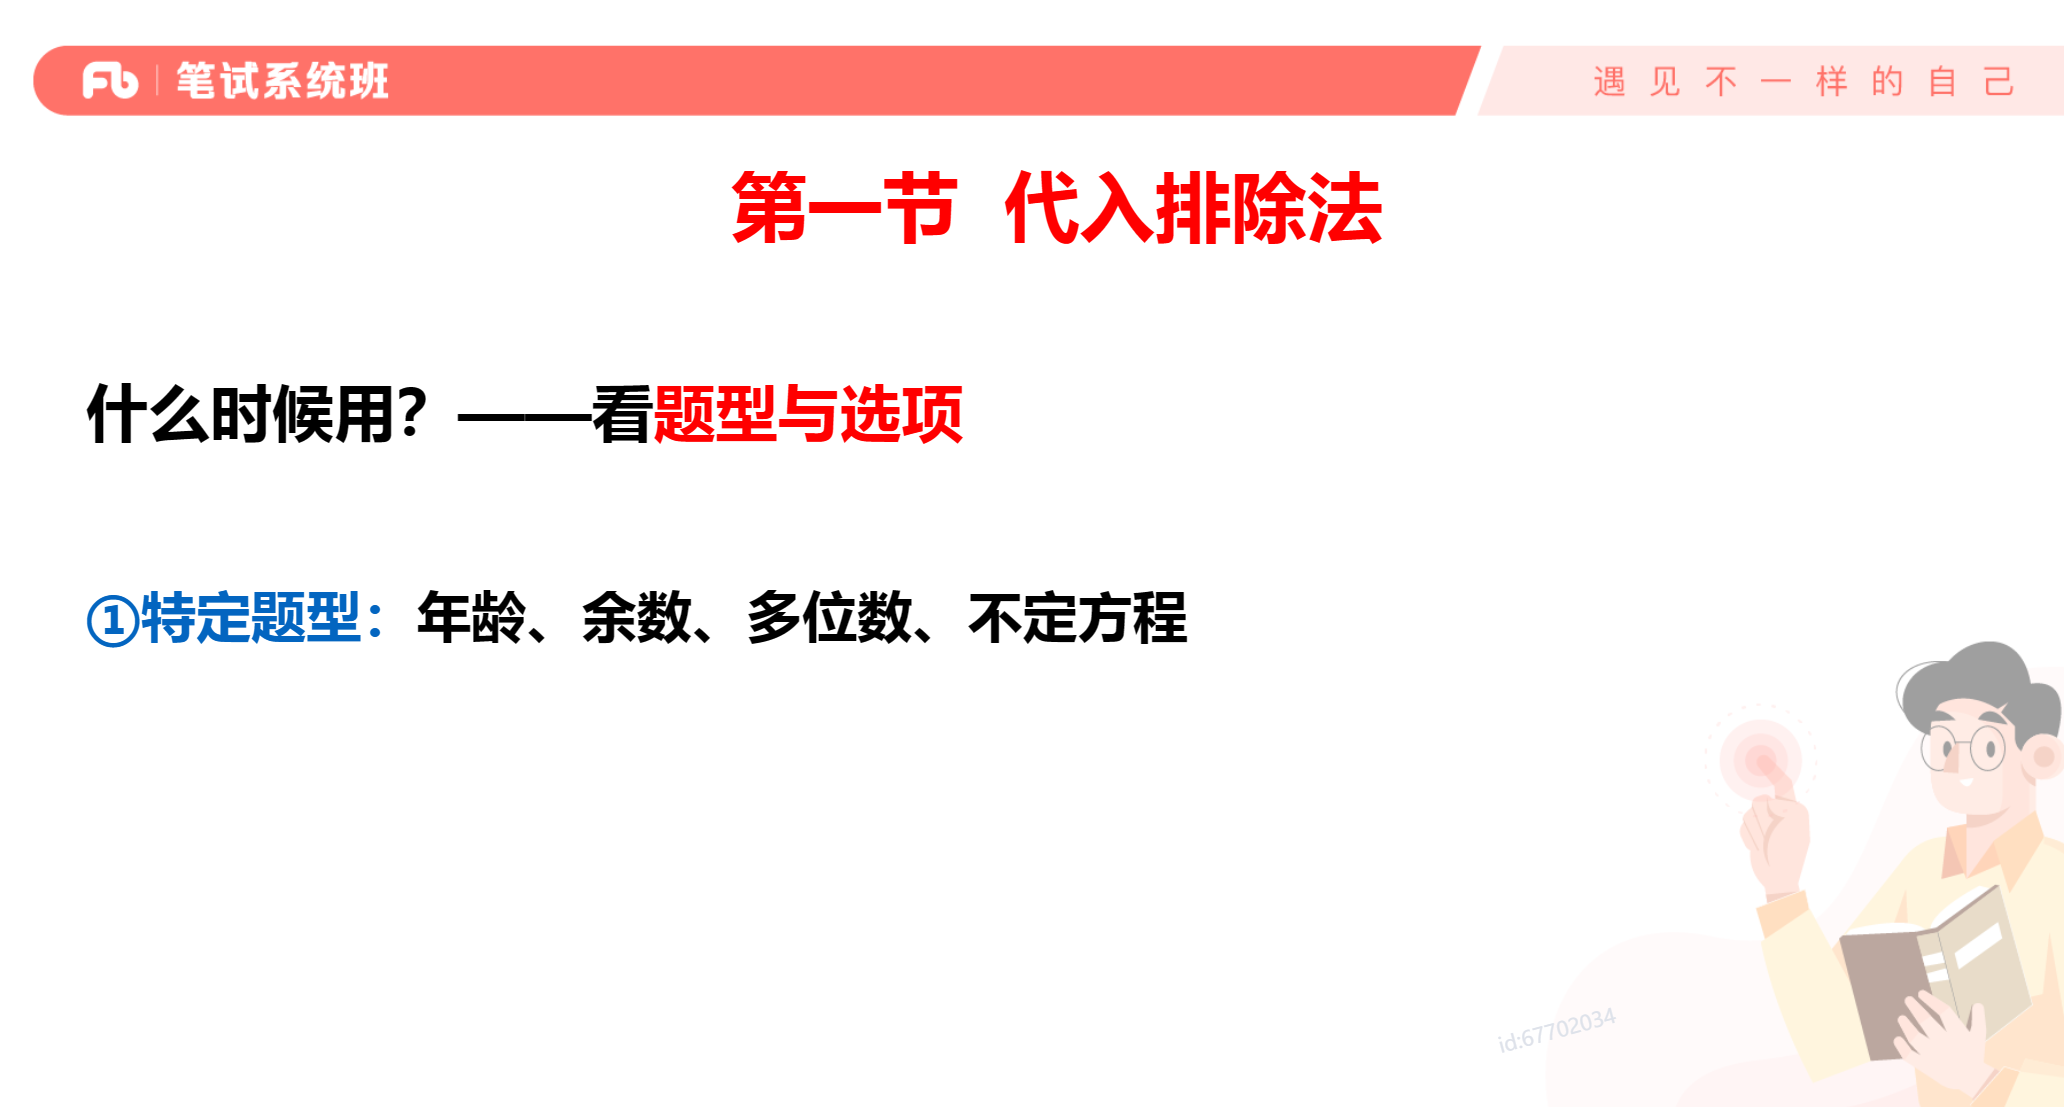 Fb 笔试系统班
遇见不一样的自己
第一节 代入排除法
什么时候用？——看题型与选项
①特定题型：年龄、余数、多位数、不定方程
id:67702034